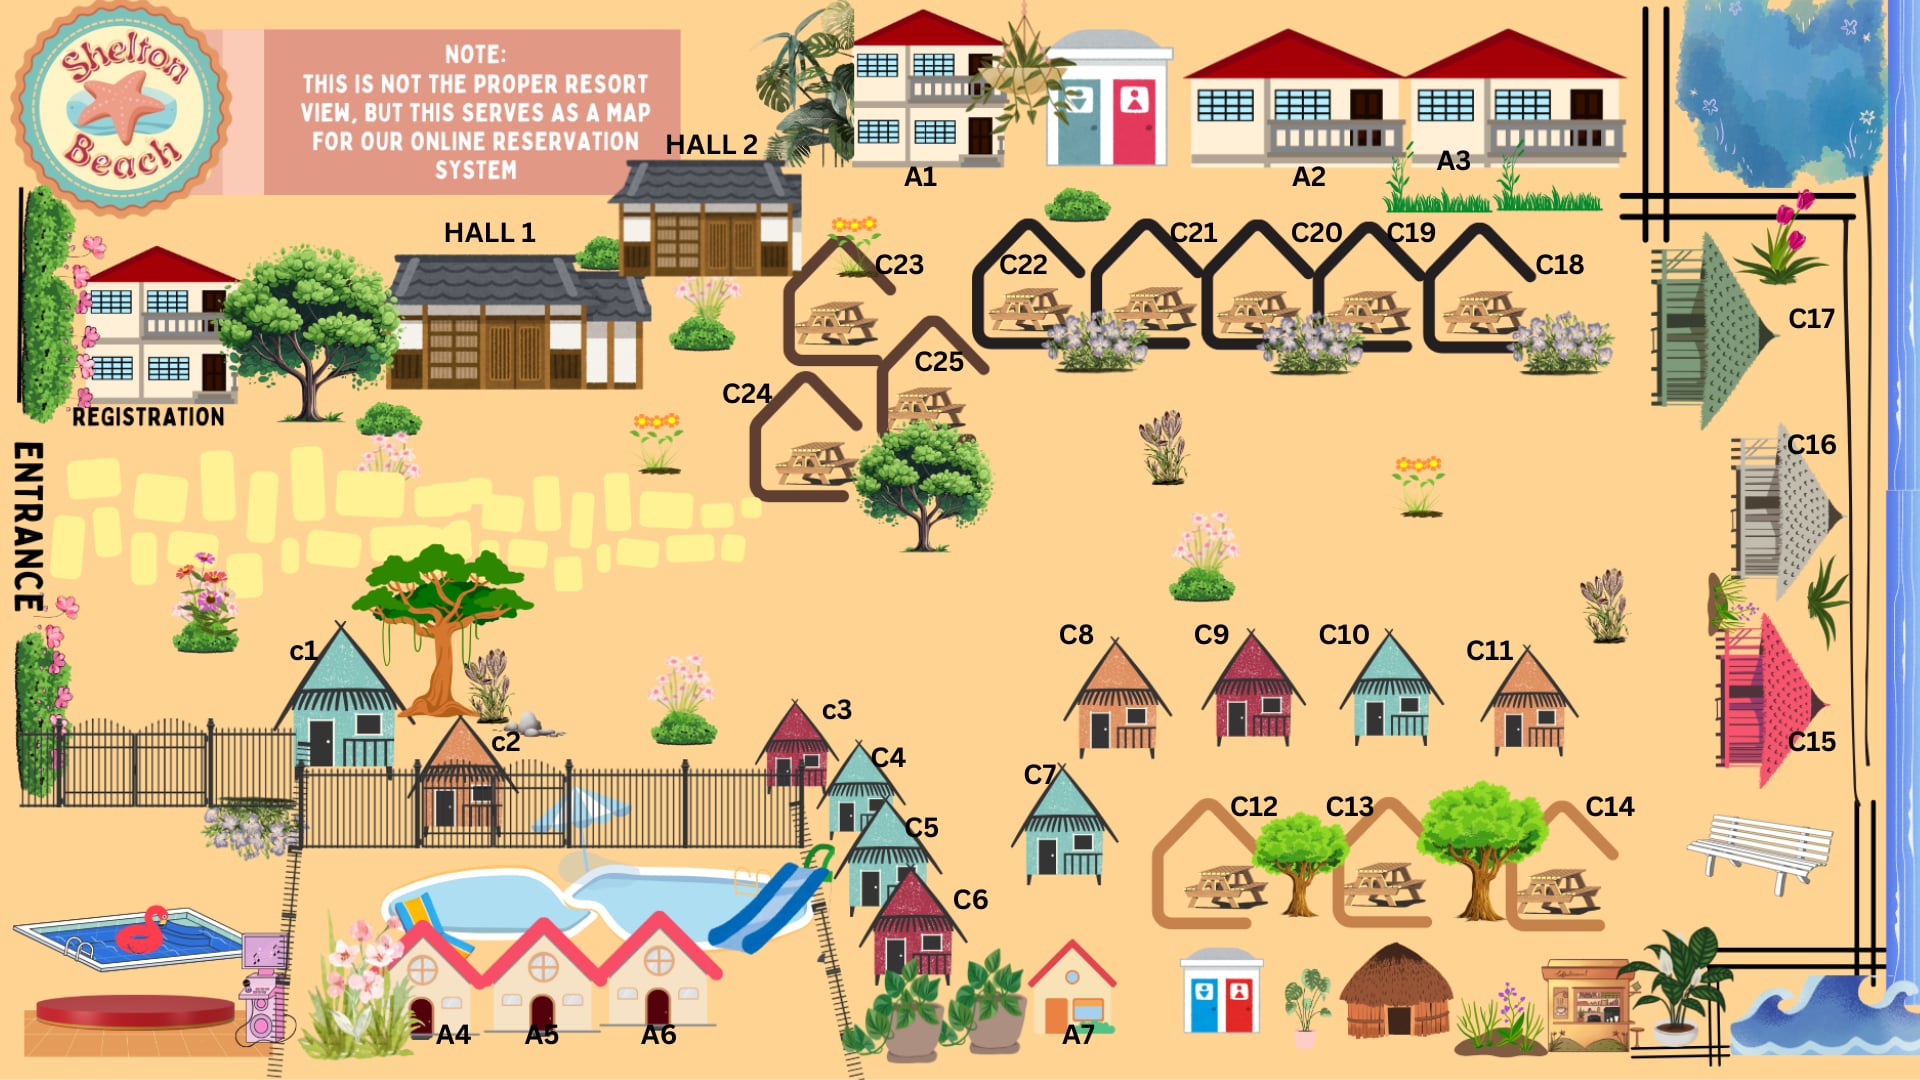 Shelton
Beach
NOTE:
THIS IS NOT THE PROPER RESORT
VIEW, BUT THIS SERVES AS A MAP
FOR OUR ONLINE RESERVATION
SYSTEM
HALL 2
A1
A2
A3
HALL 1
C23
C22
C21
C20
C19
C18
C17
C25
C24
REGISTRATION
ENTRANCE
C16
c1
C8
C9
C10
C11
c2
c3
C4
C15
C7
C5
C12
C13
C14
C6
A4
A5
A6
A7